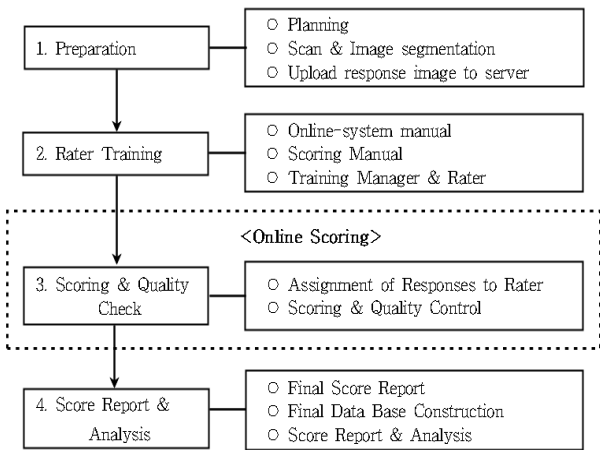 1. Preparation
○ Planning
○ Scan & Image segmentation
○ Upload response image to server
2. Rater Training
○ Online-system manual
○ Scoring Manual
○ Training Manager & Rater
<Online Scoring>
3. Scoring & Quality
Check
○ Assignment of Responses to Rater
○ Scoring & Quality Control
4. Score Report &
Analysis
○ Final Score Report
○ Final Data Base Construction
○ Score Report & Analysis